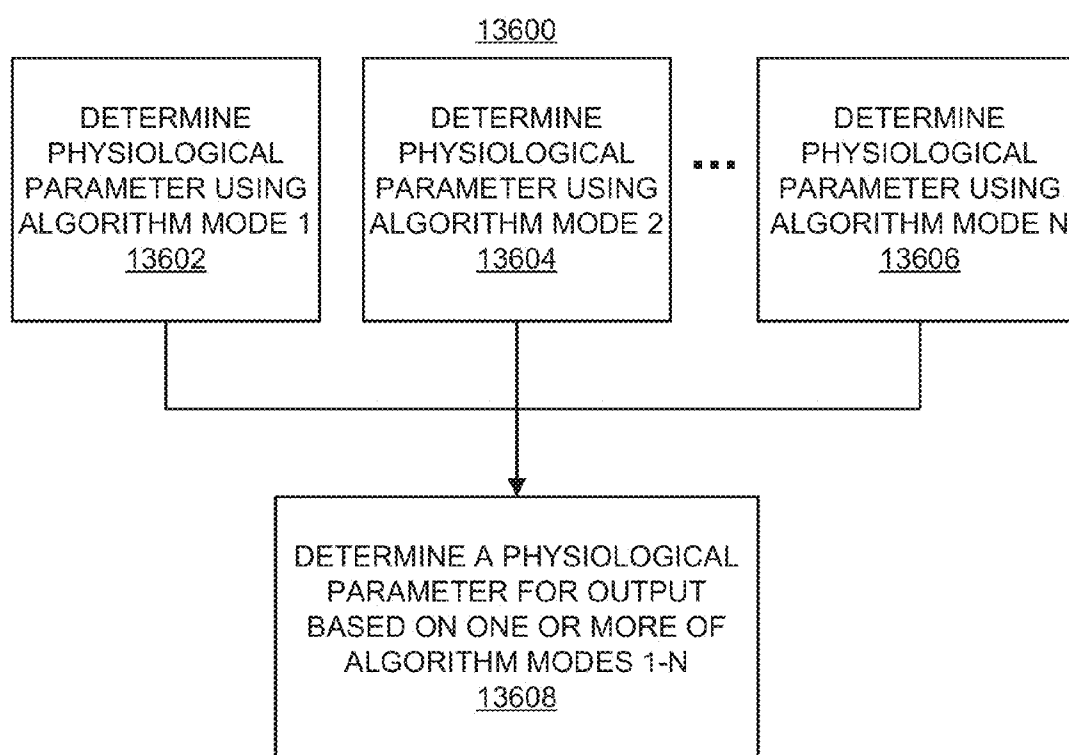 13600
DETERMINE
PHYSIOLOGICAL
PARAMETER USING
ALGORITHM MODE 1
13602
DETERMINE
PHYSIOLOGICAL
PARAMETER USING
ALGORITHM MODE 2
13604
...
DETERMINE
PHYSIOLOGICAL
PARAMETER USING
ALGORITHM MODE N
13606
DETERMINE A PHYSIOLOGICAL
PARAMETER FOR OUTPUT
BASED ON ONE OR MORE OF
ALGORITHM MODES 1-N
13608